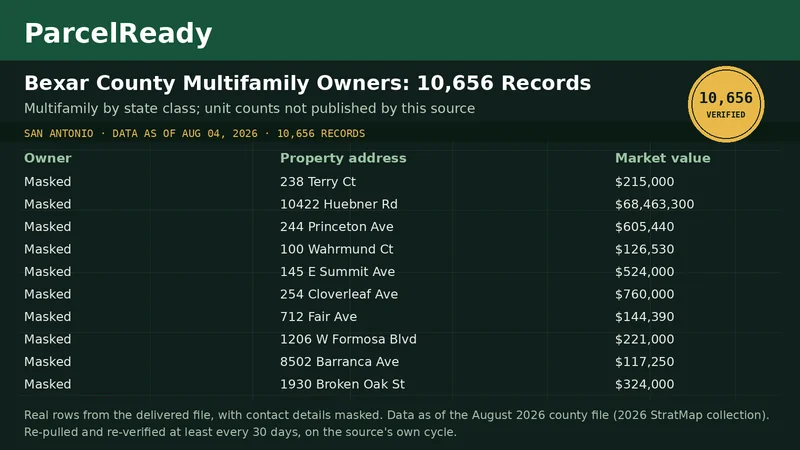 ParcelReady
Bexar County Multifamily Owners: 10,656 Records
Multifamily by state class; unit counts not published by this source
10,656
VERIFIED
SAN ANTONIO · DATA AS OF AUG 04, 2026 · 10,656 RECORDS
Owner Property address Market value
Masked 238 Terry Ct $215,000
Masked 10422 Huebner Rd $68,463,300
Masked 244 Princeton Ave $605,440
Masked 100 Wahrmund Ct $126,530
Masked 145 E Summit Ave $524,000
Masked 254 Cloverleaf Ave $760,000
Masked 712 Fair Ave $144,390
Masked 1206 W Formosa Blvd $221,000
Masked 8502 Barranca Ave $117,250
Masked 1930 Broken Oak St $324,000
Real rows from the delivered file, with contact details masked. Data as of the August 2026 county file (2026 StratMap collection).
Re-pulled and re-verified at least every 30 days, on the source's own cycle.